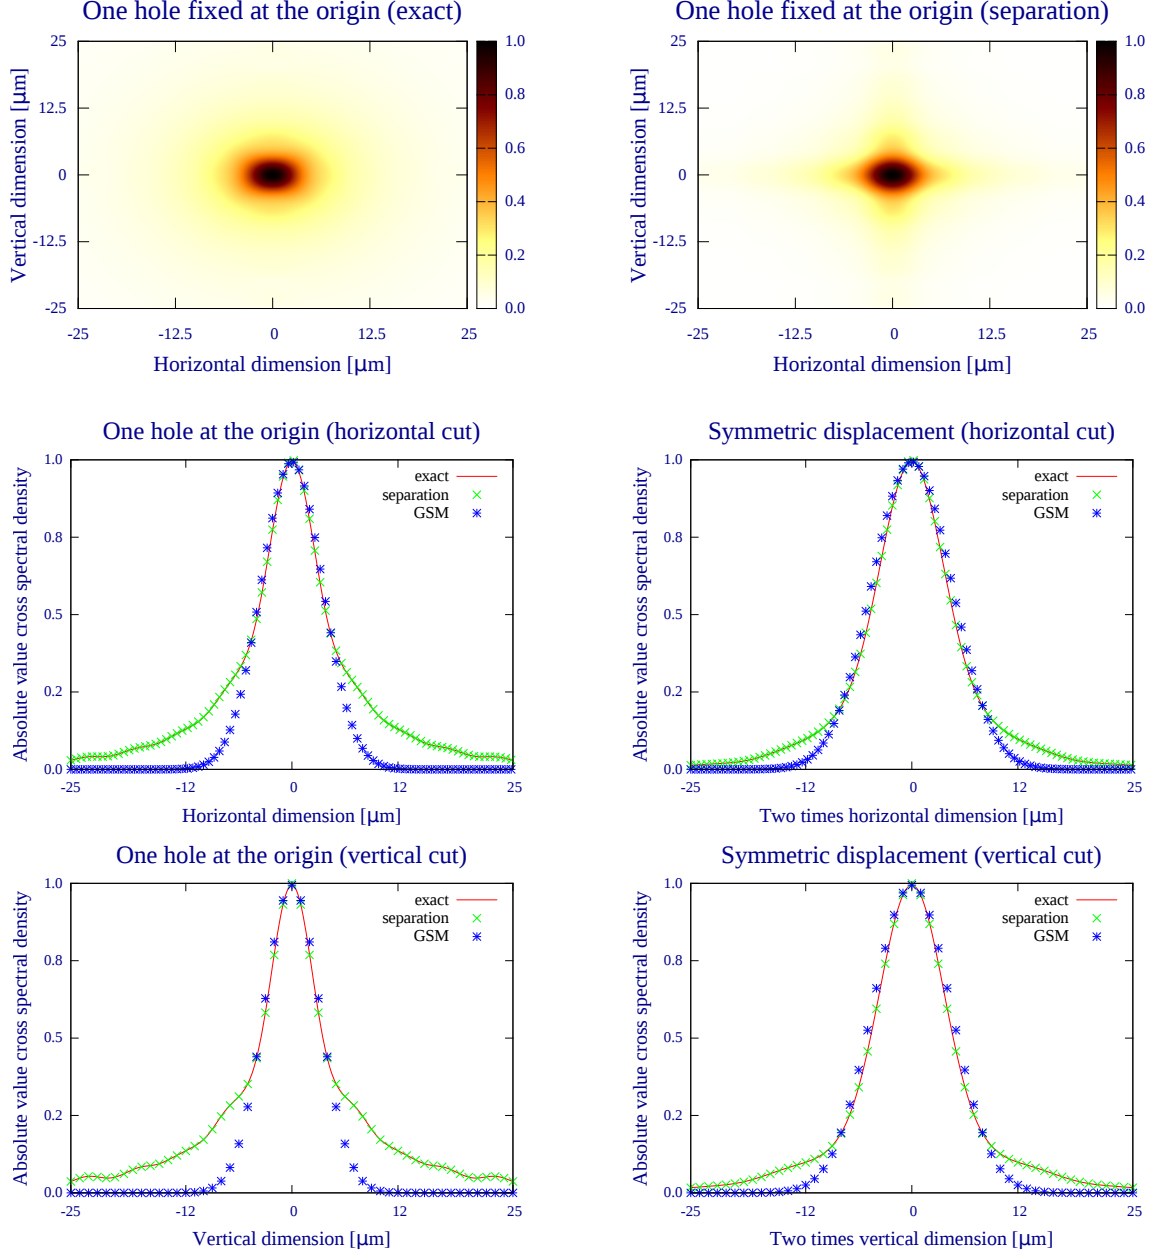 One hole fixed at the origin (exact)
One hole fixed at the origin (separation)
Vertical dimension [μm]
25
12.5
0
-12.5
-25
-25
-12.5
0
12.5
25
Horizontal dimension [μm]
1.0
0.8
0.6
0.4
0.2
0.0
Vertical dimension [μm]
25
12.5
0
-12.5
-25
-25
-12.5
0
12.5
25
Horizontal dimension [μm]
1.0
0.8
0.6
0.4
0.2
0.0
One hole at the origin (horizontal cut)
Absolute value cross spectral density
1.0
0.8
0.5
0.2
0.0
exact
separation
GSM
-25
-12
0
12
25
Horizontal dimension [μm]
Symmetric displacement (horizontal cut)
Absolute value cross spectral density
1.0
0.8
0.5
0.2
0.0
exact
separation
GSM
-25
-12
0
12
25
Two times horizontal dimension [μm]
One hole at the origin (vertical cut)
Absolute value cross spectral density
1.0
0.8
0.5
0.2
0.0
exact
separation
GSM
-25
-12
0
12
25
Vertical dimension [μm]
Symmetric displacement (vertical cut)
Absolute value cross spectral density
1.0
0.8
0.5
0.2
0.0
exact
separation
GSM
-25
-12
0
12
25
Two times vertical dimension [μm]